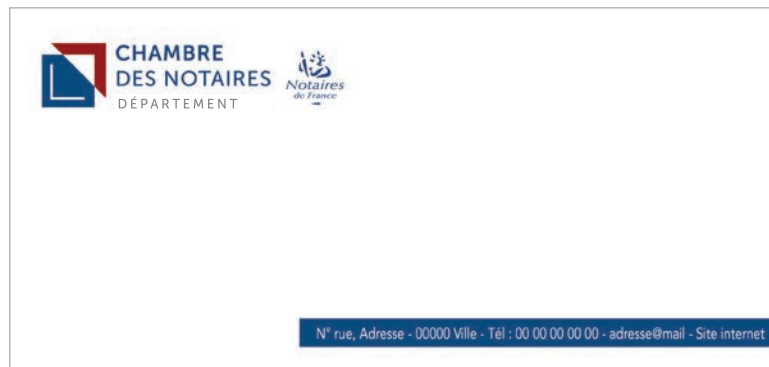 CHAMBRE
DES NOTAIRES
DÉPARTEMENT
Notaires
de France
N° rue, Adresse - 00000 Ville - Tél : 00 00 00 00 00 - adresse@mail - Site internet